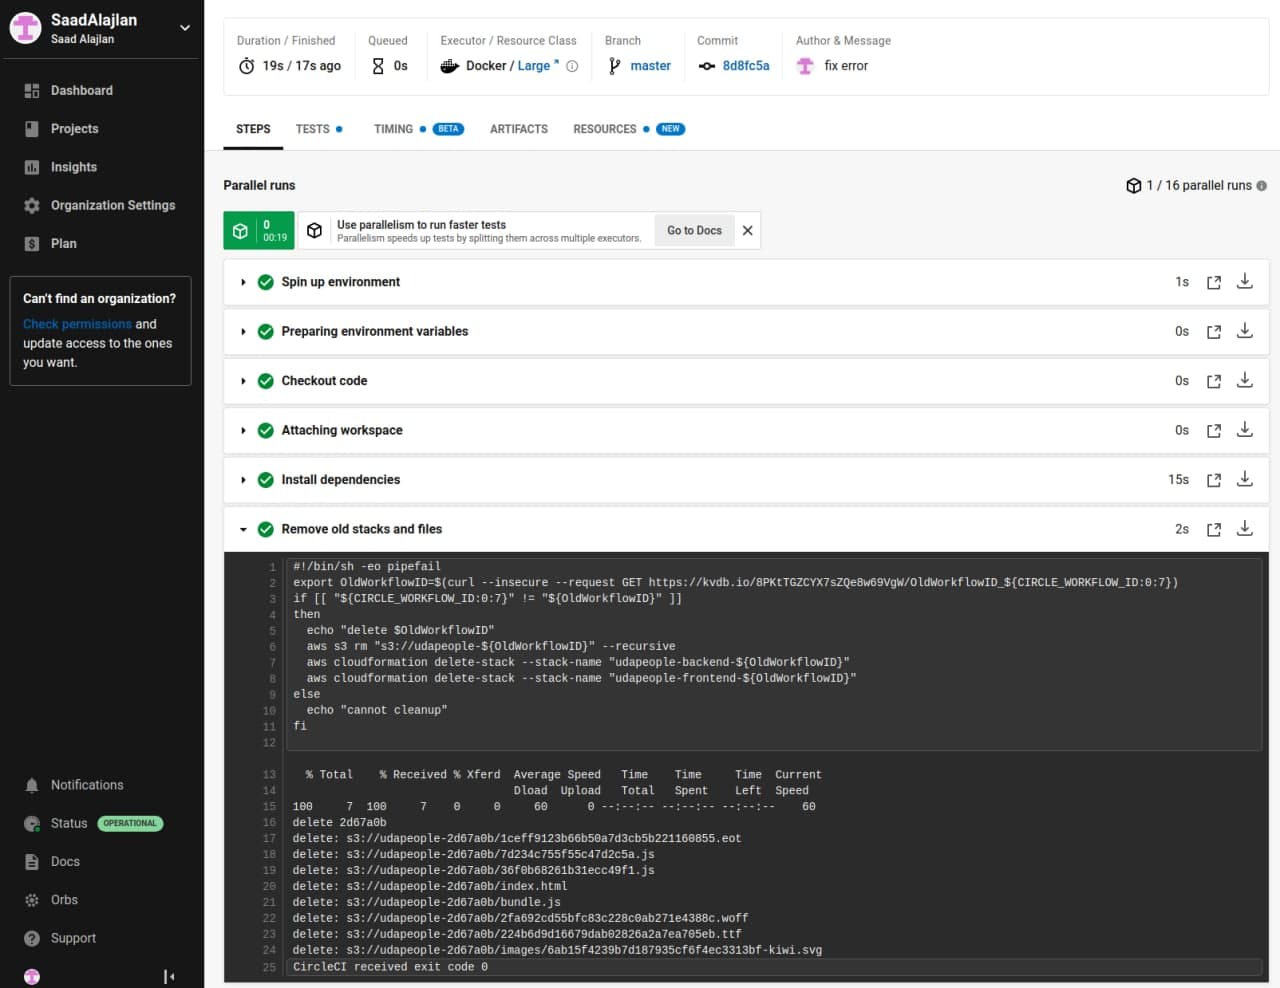 SaadAlajlan
Saad Alajlan
Dashboard
Projects
Insights
Organization Settings
Plan
Can't find an organization?
Check permissions and
update access to the ones
you want.
Notifications
Status OPERATIONAL
Docs
Orbs
Support
Duration / Finished
19s / 17s ago
Queued
0s
Executor / Resource Class
Docker / Large
Branch
master
Commit
8d8fc5a
Author & Message
fix error
STEPS TESTS TIMING BETA ARTIFACTS RESOURCES NEW
Parallel runs
1 / 16 parallel runs
0
00:19
Use parallelism to run faster tests
Parallelism speeds up tests by splitting them across multiple executors.
Go to Docs
Spin up environment 1s
Preparing environment variables 0s
Checkout code 0s
Attaching workspace 0s
Install dependencies 15s
Remove old stacks and files 2s
1 #!/bin/sh -eo pipefail
2 export OldWorkflowID=$(curl --insecure --request GET https://kvdb.io/8PKtTGZCYX7sZQe8w69VgW/OldWorkflowID_${CIRCLE_WORKFLOW_ID:0:7})
3 if [[ "${CIRCLE_WORKFLOW_ID:0:7}" != "${OldWorkflowID}" ]]
4 then
5 echo "delete $OldWorkflowID"
6 aws s3 rm "s3://udapeople-${OldWorkflowID}" --recursive
7 aws cloudformation delete-stack --stack-name "udapeople-backend-${OldWorkflowID}"
8 aws cloudformation delete-stack --stack-name "udapeople-frontend-${OldWorkflowID}"
9 else
10 echo "cannot cleanup"
11 fi
12
13 % Total % Received % Xferd Average Speed Time Time Time Current
14 Dload Upload Total Spent Left Speed
15 100 7 100 7 0 0 60 0 --:--:-- --:--:-- --:--:-- 60
16 delete 2d67a0b
17 delete: s3://udapeople-2d67a0b/1ceff9123b66b50a7d3cb5b221160855.eot
18 delete: s3://udapeople-2d67a0b/7d234c755f55c47d2c5a.js
19 delete: s3://udapeople-2d67a0b/36f0b68261b31ecc49f1.js
20 delete: s3://udapeople-2d67a0b/index.html
21 delete: s3://udapeople-2d67a0b/bundle.js
22 delete: s3://udapeople-2d67a0b/2fa692cd55bfc83c228c0ab271e4388c.woff
23 delete: s3://udapeople-2d67a0b/224b6d9d16679dab02826a2a7ea705eb.ttf
24 delete: s3://udapeople-2d67a0b/images/6ab15f4239b7d187935cf6f4ec3313bf-kiwi.svg
25 CircleCI received exit code 0